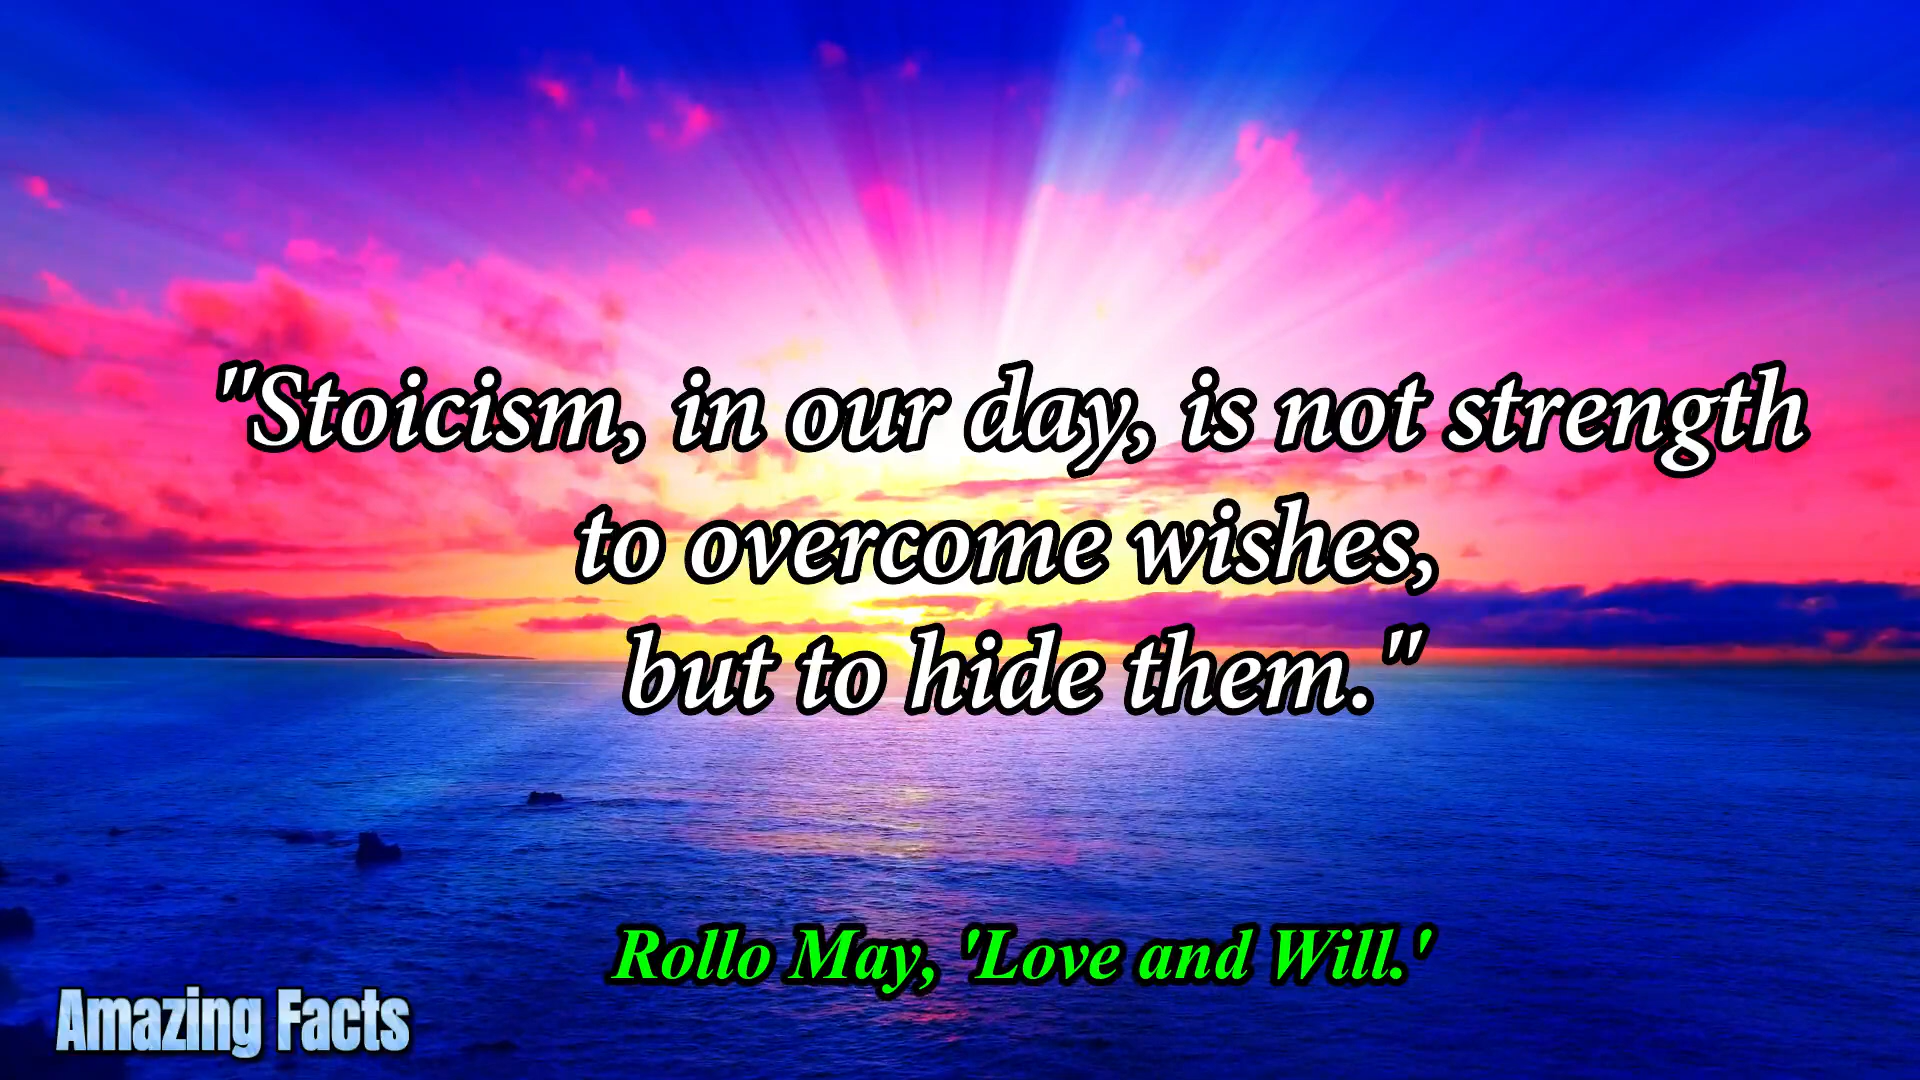 "Stoicism, in our day, is not strength
to overcome wishes,
but to hide them."
Rollo May, 'Love and Will.'
Amazing Facts